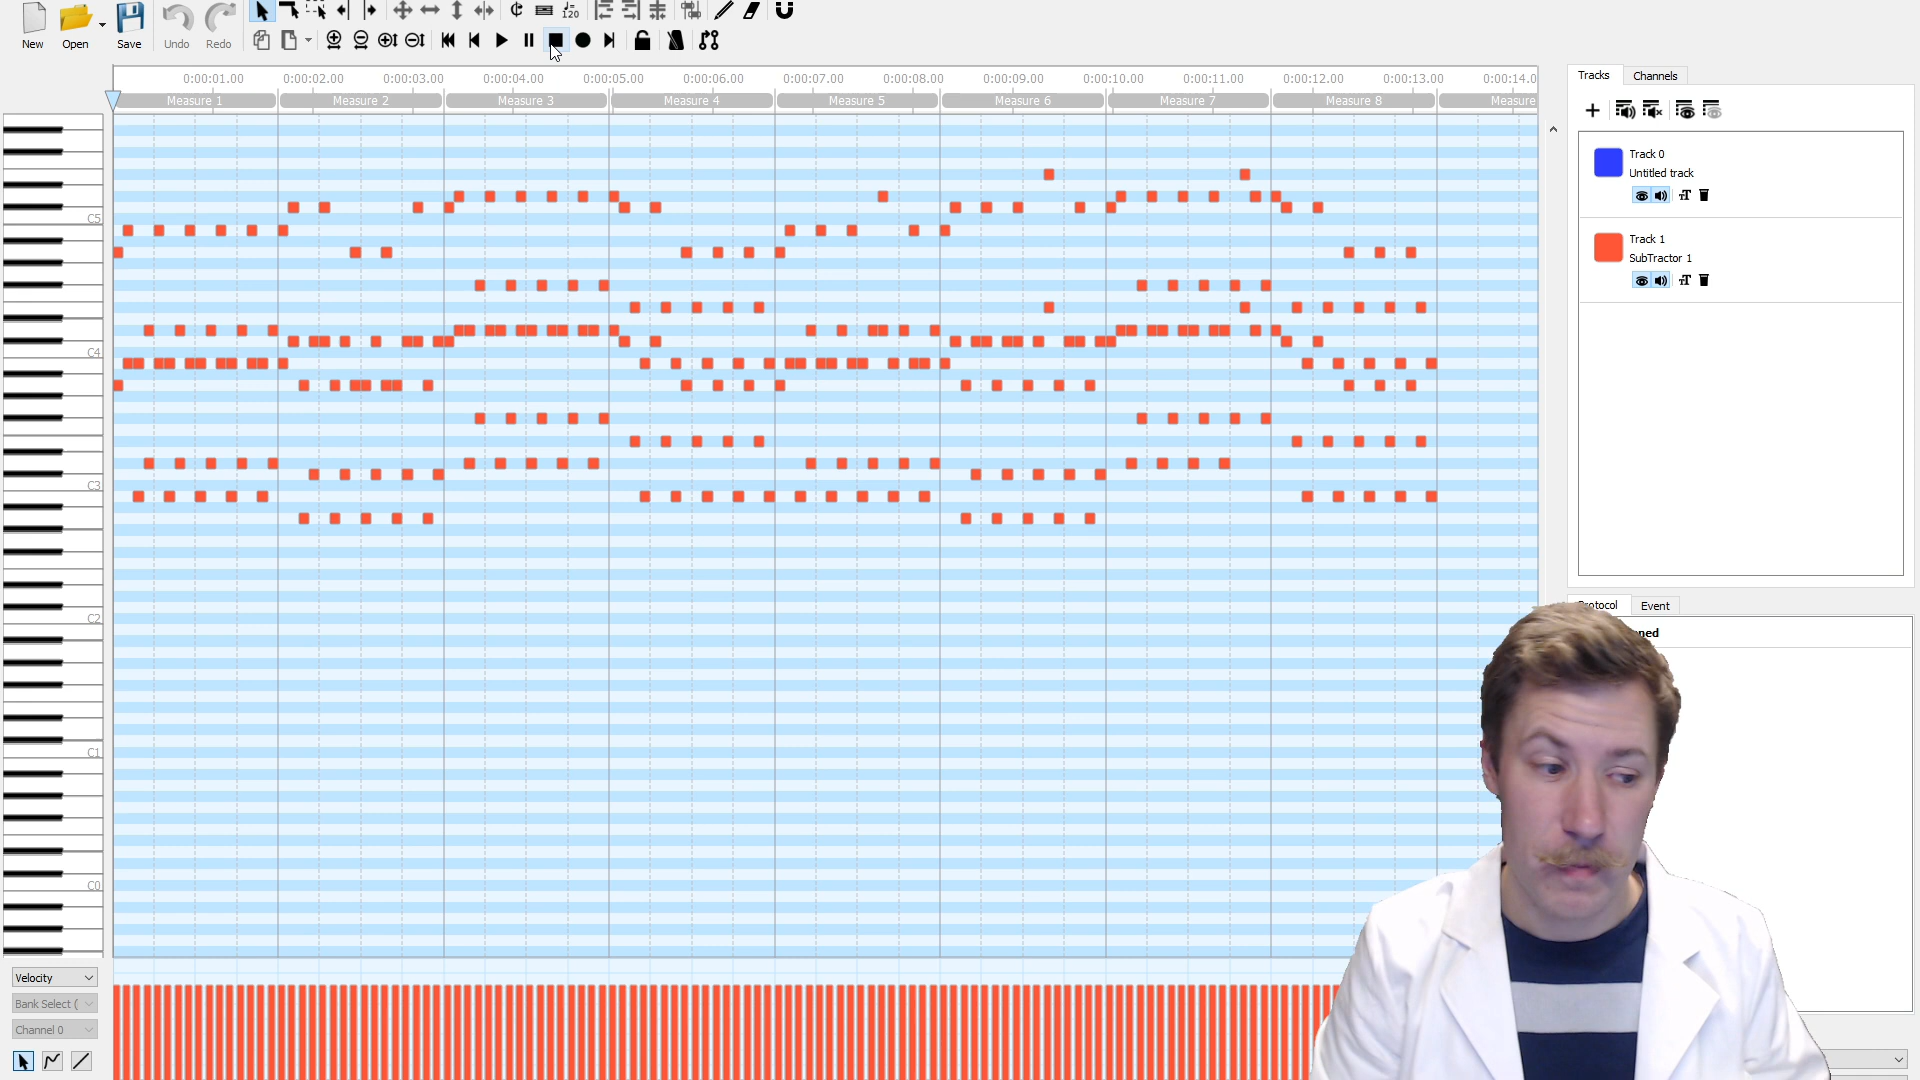 New
Open
Save
Undo
Redo
120
0:00:01.00
0:00:02.00
0:00:03.00
0:00:04.00
0:00:05.00
0:00:06.00
0:00:07.00
0:00:08.00
0:00:09.00
0:00:10.00
0:00:11.00
0:00:12.00
0:00:13.00
0:00:14.0
Measure 1
Measure 2
Measure 3
Measure 4
Measure 5
Measure 6
Measure 7
Measure 8
Measure
C5
C4
C3
C2
C1
C0
Velocity
Bank Select (
Channel 0
Tracks
Channels
Track 0
Untitled track
Track 1
SubTractor 1
Event